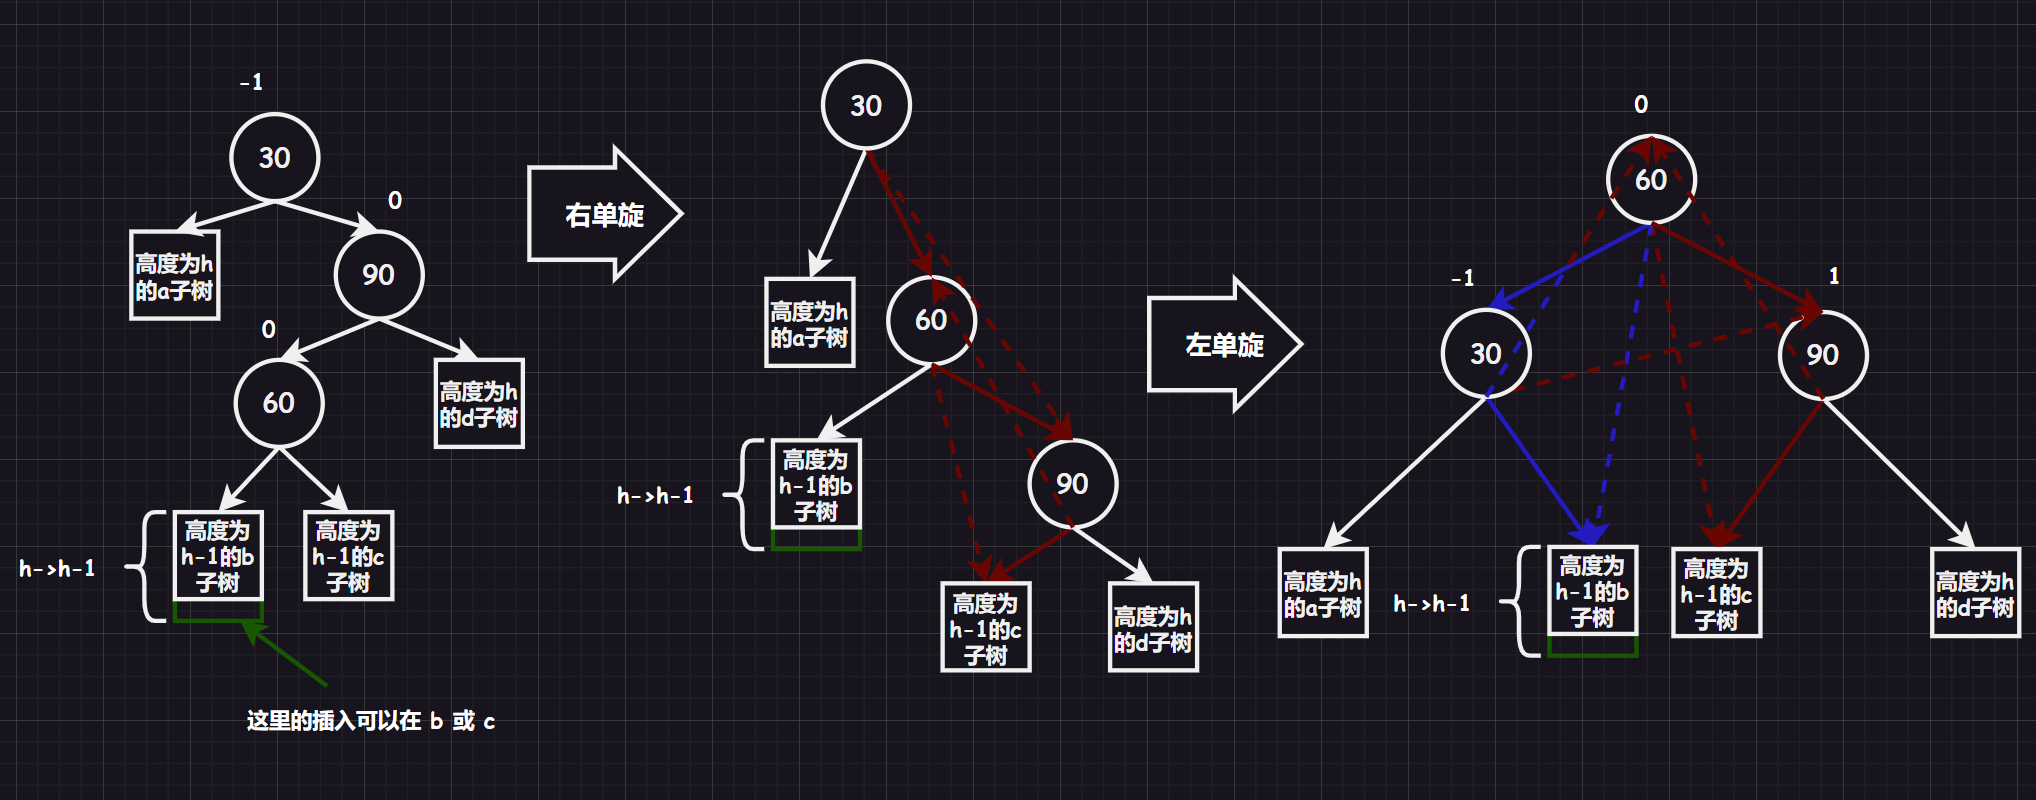 -1
30
0
高度为h
的a子树
90
0
60
高度为h
的d子树
h->h-1
高度为
h-1的b
子树
高度为
h-1的c
子树
这里的插入可以在 b 或 c
右单旋
30
高度为h
的a子树
60
h->h-1
高度为
h-1的b
子树
90
高度为
h-1的c
子树
高度为h
的d子树
左单旋
0
60
-1
30
1
90
高度为h
的a子树
h->h-1
高度为
h-1的b
子树
高度为
h-1的c
子树
高度为h
的d子树